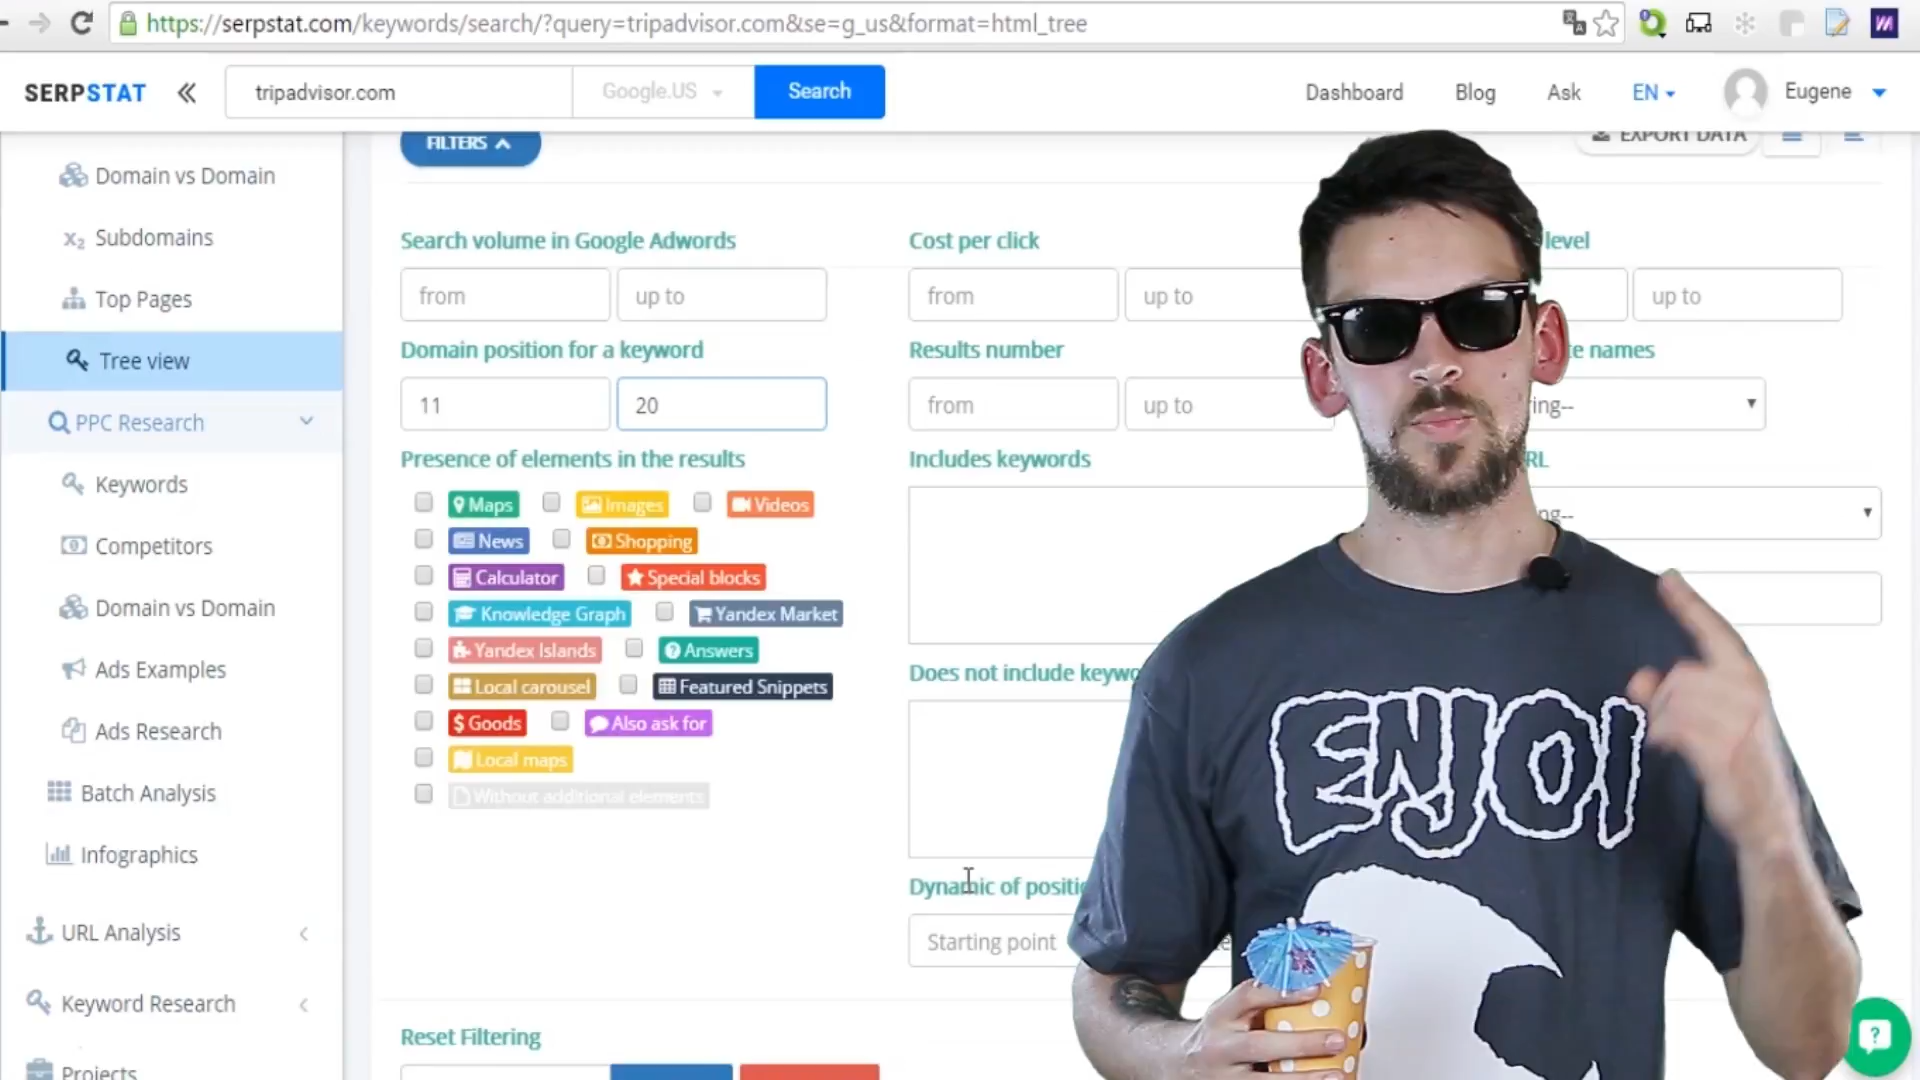 https://serpstat.com/keywords/search/?query=tripadvisor.com&se=g_us&format=html_tree
SERPSTAT
tripadvisor.com
Google.US
Search
Dashboard
Blog
Ask
EN
Eugene
FILTERS
EXPORT DATA
Domain vs Domain
Subdomains
Top Pages
Tree view
PPC Research
Keywords
Competitors
Domain vs Domain
Ads Examples
Ads Research
Batch Analysis
Infographics
URL Analysis
Keyword Research
Projects
Search volume in Google Adwords
from
up to
Domain position for a keyword
11
20
Presence of elements in the results
Maps Images Videos
News Shopping
Calculator Special blocks
Knowledge Graph Yandex Market
Yandex Islands Answers
Local carousel Featured Snippets
Goods Also ask for
Local maps
Without additional elements
Reset Filtering
Cost per click
from
up to
Results number
from
up to
Includes keywords
Does not include
Dynamic of
Starting point
level
up to
names
ENJOI